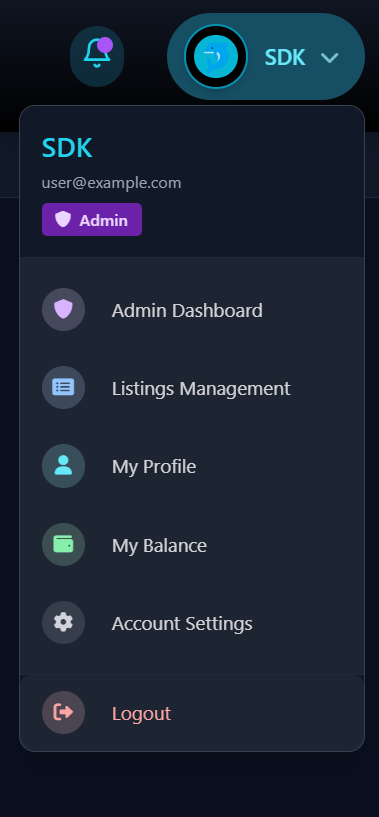 SDK
SDK
user@example.com
Admin
Admin Dashboard
Listings Management
My Profile
My Balance
Account Settings
Logout